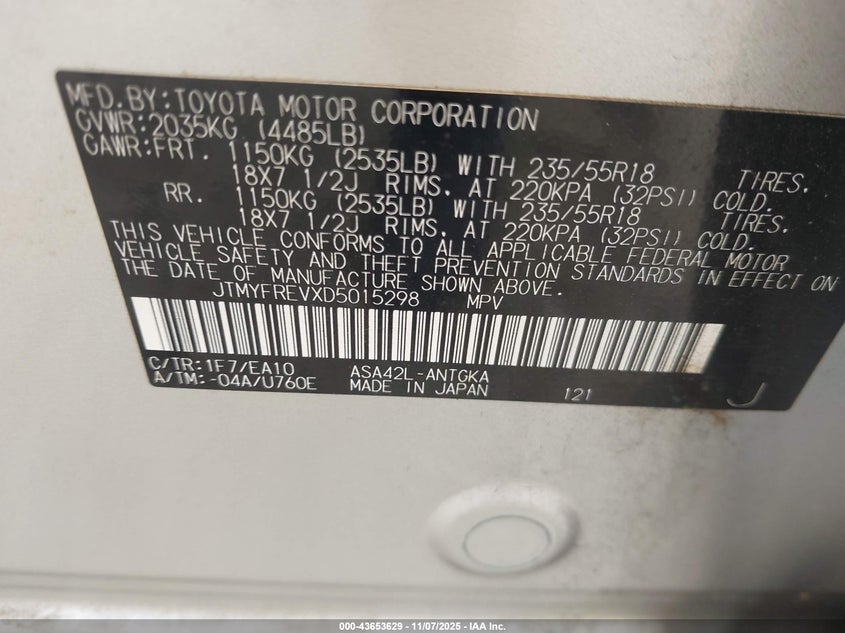 MFD.BY:TOYOTA MOTOR CORPORATION
GVWR:2035KG (4485LB)
GAWR:FRT. 1150KG (2535LB) WITH 235/55R18 TIRES.
18X7 1/2J RIMS. AT 220KPA (32PSI) COLD.
RR. 1150KG (2535LB) WITH 235/55R18 TIRES.
18X7 1/2J RIMS. AT 220KPA (32PSI) COLD.
THIS VEHICLE CONFORMS TO ALL APPLICABLE FEDERAL MOTOR
VEHICLE SAFETY AND THEFT PREVENTION STANDARDS IN EFFECT ON
THE DATE OF MANUFACTURE SHOWN ABOVE.
JTMYFREVXD5015298 MPV
C/TR:1F7/EA10 ASA42L-ANTGKA
A/TM:-04A/U760E MADE IN JAPAN 121 J
000-43653629 - 11/07/2025 - IAA Inc.